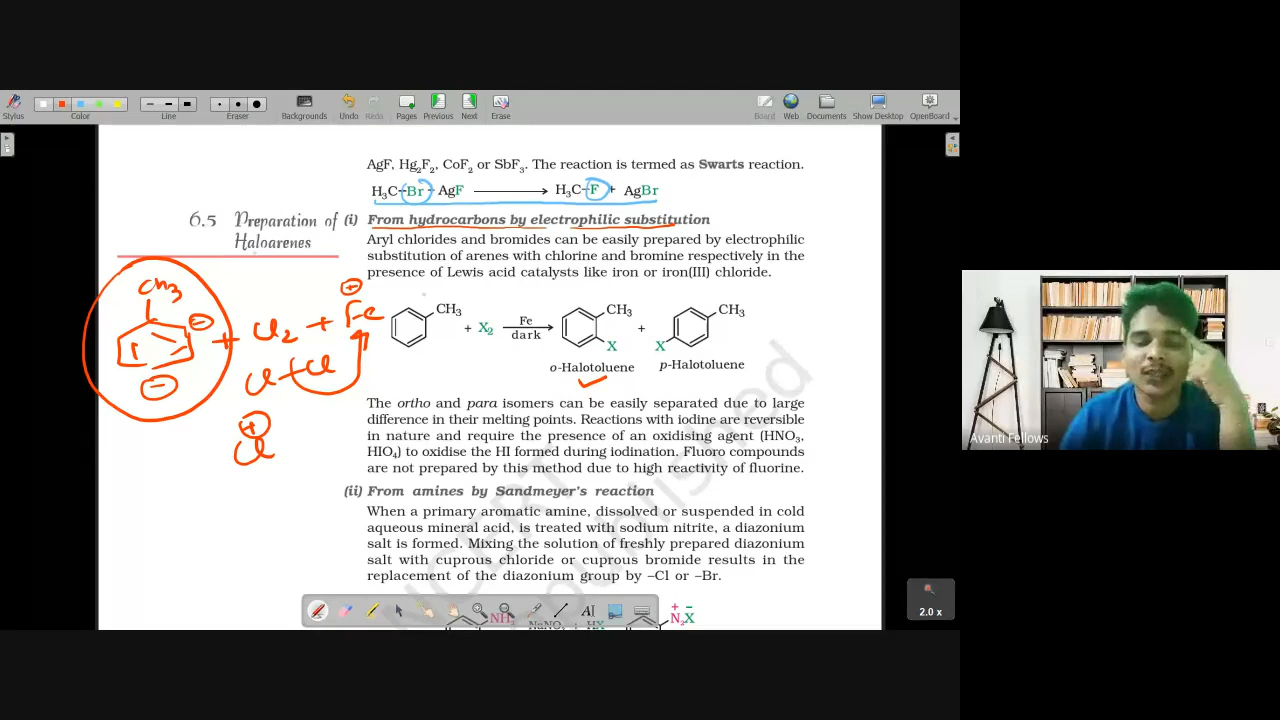 Stylus
Color
Line
Eraser
Backgrounds
Undo
Redo
Pages
Previous
Next
Erase
Board
Web
Documents
Show Desktop
OpenBoard
AgF, Hg2F2, CoF2 or SbF3. The reaction is termed as Swarts reaction.
H3C–Br + AgF ⟶ H3C–F + AgBr
6.5 Preparation of Haloarenes
(i) From hydrocarbons by electrophilic substitution
Aryl chlorides and bromides can be easily prepared by electrophilic
substitution of arenes with chlorine and bromine respectively in the
presence of Lewis acid catalysts like iron or iron(III) chloride.
CH3
⊖ + Cl2 + Fe ⊕
Cl – Cl
⊖
⊕
Cl
CH3 + X2 Fe dark CH3 X + CH3 X
o-Halotoluene
p-Halotoluene
The ortho and para isomers can be easily separated due to large
difference in their melting points. Reactions with iodine are reversible
in nature and require the presence of an oxidising agent (HNO3,
HIO4) to oxidise the HI formed during iodination. Fluoro compounds
are not prepared by this method due to high reactivity of fluorine.
(ii) From amines by Sandmeyer's reaction
When a primary aromatic amine, dissolved or suspended in cold
aqueous mineral acid, is treated with sodium nitrite, a diazonium
salt is formed. Mixing the solution of freshly prepared diazonium
salt with cuprous chloride or cuprous bromide results in the
replacement of the diazonium group by –Cl or –Br.
NH2 NaNO2 + HX N2X
+ –
NCERT
2.0 x
Avanti Fellows